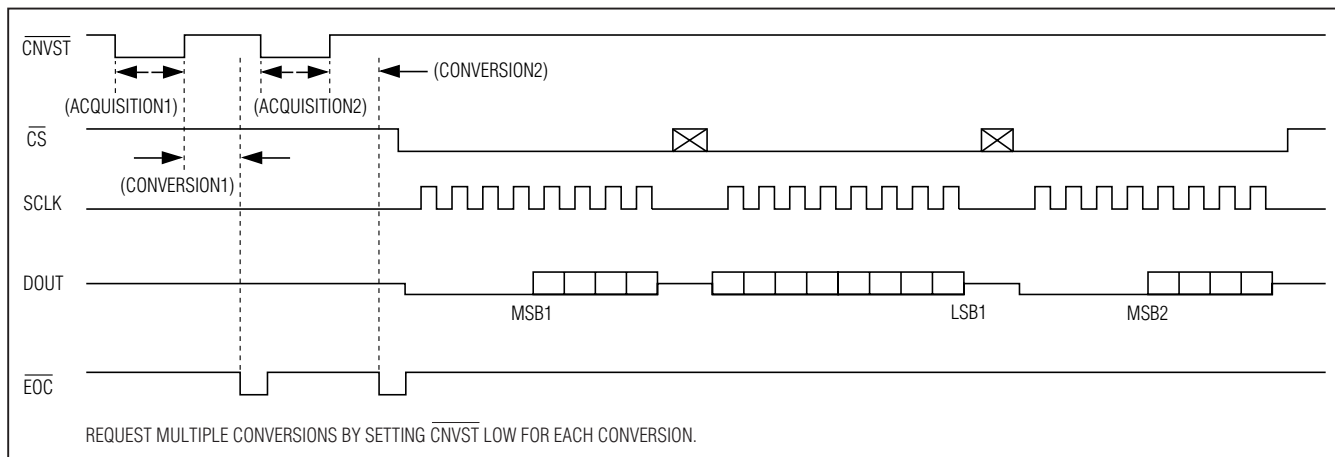 CNVST
(CONVERSION2)
(ACQUISITION1) (ACQUISITION2)
CS
(CONVERSION1)
SCLK
DOUT
MSB1 LSB1 MSB2
EOC
REQUEST MULTIPLE CONVERSIONS BY SETTING CNVST LOW FOR EACH CONVERSION.